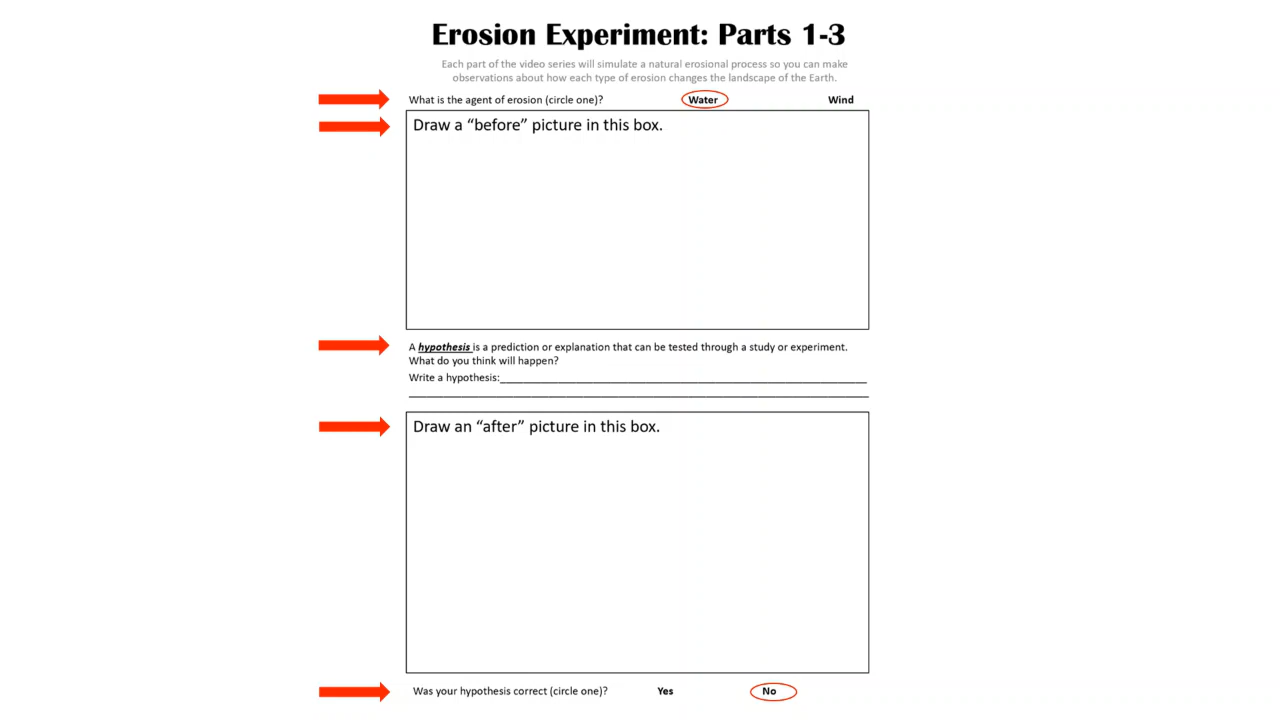 Erosion Experiment: Parts 1-3
Each part of the video series will simulate a natural erosional process so you can make
observations about how each type of erosion changes the landscape of the Earth.
What is the agent of erosion (circle one)? Water Wind
Draw a “before” picture in this box.
A hypothesis is a prediction or explanation that can be tested through a study or experiment.
What do you think will happen?
Write a hypothesis:
Draw an “after” picture in this box.
Was your hypothesis correct (circle one)? Yes No